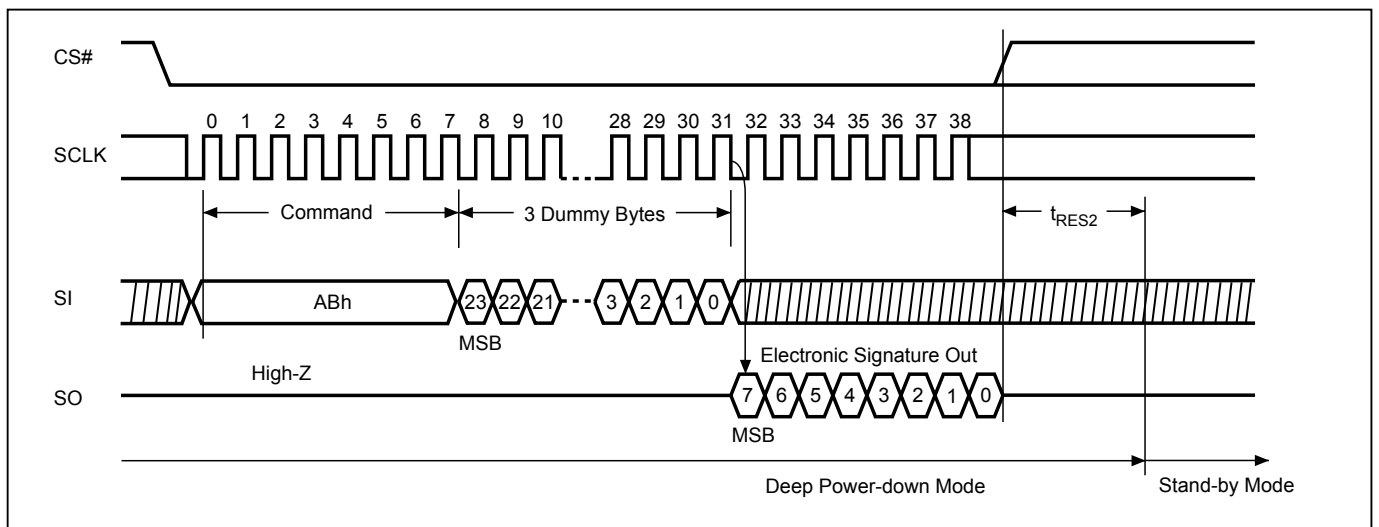 CS#
0 1 2 3 4 5 6 7 8 9 10 28 29 30 31 32 33 34 35 36 37 38
SCLK
Command
3 Dummy Bytes
tRES2
SI
ABh
23 22 21 3 2 1 0
MSB
Electronic Signature Out
High-Z
SO
7 6 5 4 3 2 1 0
MSB
Deep Power-down Mode
Stand-by Mode